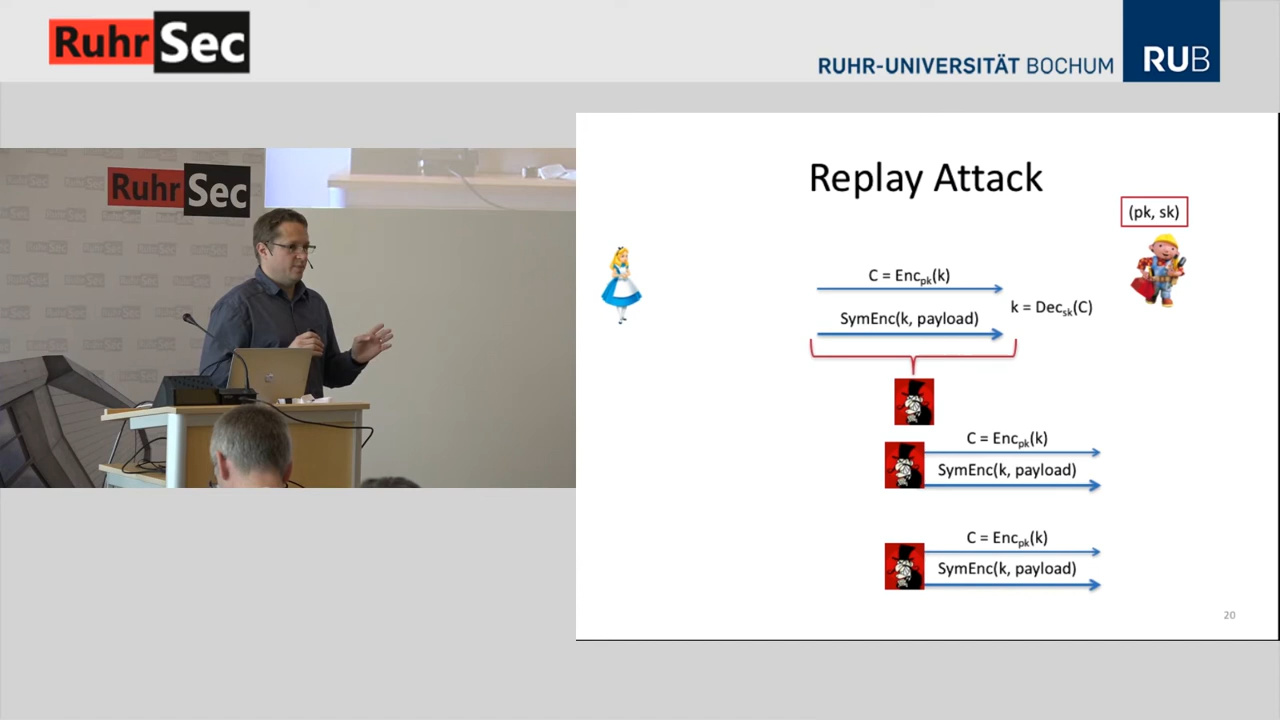 RuhrSec
RUHR-UNIVERSITÄT BOCHUM
RUB
RuhrSec
Replay Attack
(pk, sk)
C = Encpk(k)
k = Decsk(C)
SymEnc(k, payload)
C = Encpk(k)
SymEnc(k, payload)
C = Encpk(k)
SymEnc(k, payload)
20